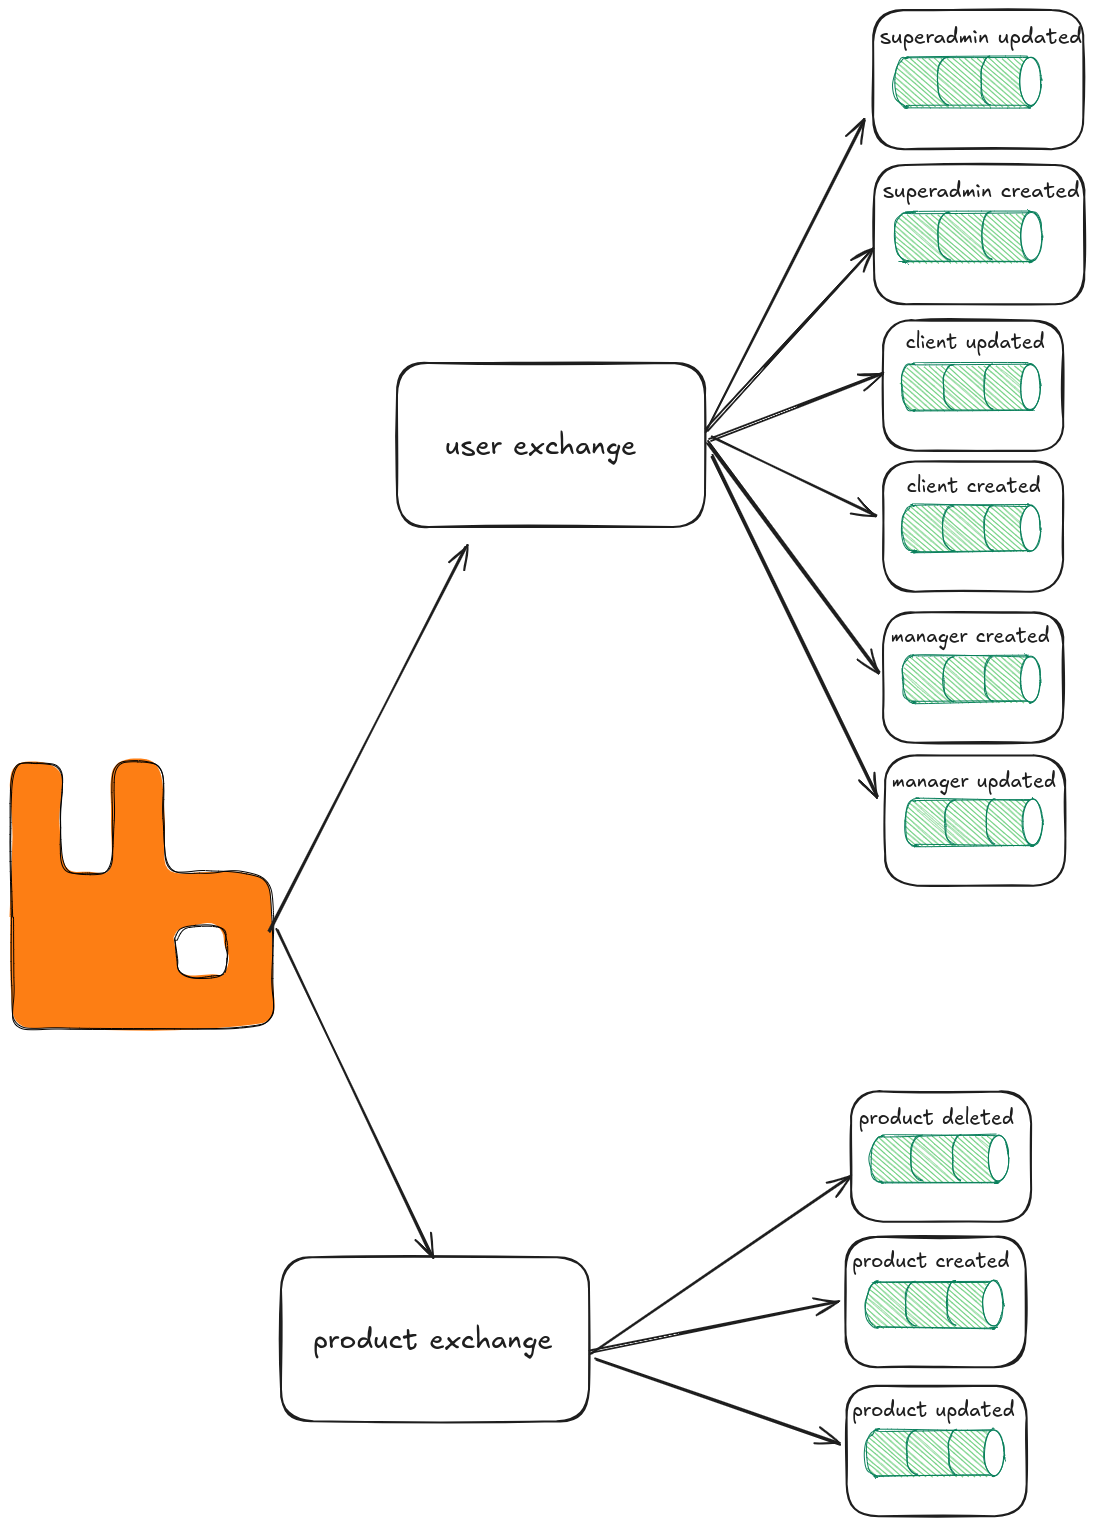 superadmin updated
superadmin created
client updated
user exchange
client created
manager created
manager updated
product deleted
product created
product exchange
product updated